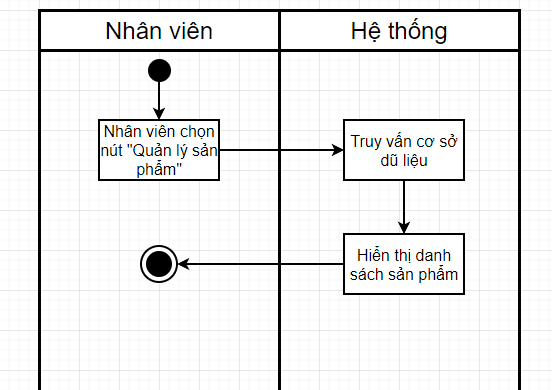 Nhân viên
Hệ thống
Nhân viên chọn
nút "Quản lý sản
phẩm"
Truy vấn cơ sở
dũ liệu
Hiển thị danh
sách sản phẩm